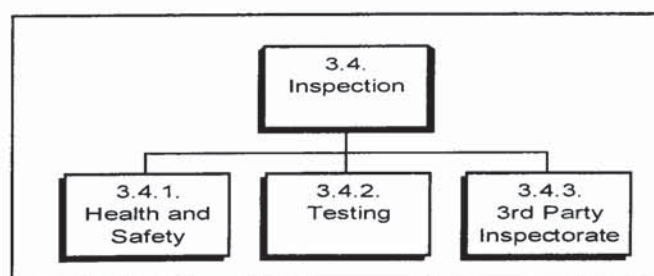 3.4.
Inspection
3.4.1.
Health and
Safety
3.4.2.
Testing
3.4.3.
3rd Party
Inspectorate